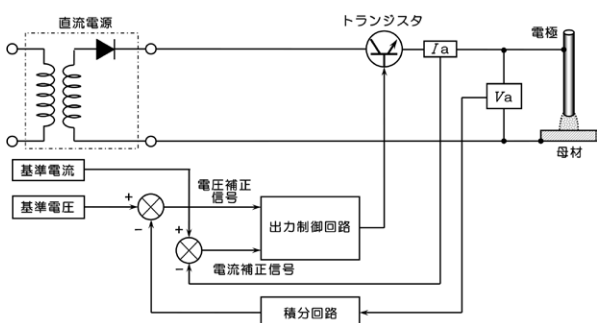 直流電源
トランジスタ
Ia
電極
Va
母材
基準電流
基準電圧
+
−
電圧補正
信号
+
−
電流補正信号
出力制御回路
積分回路